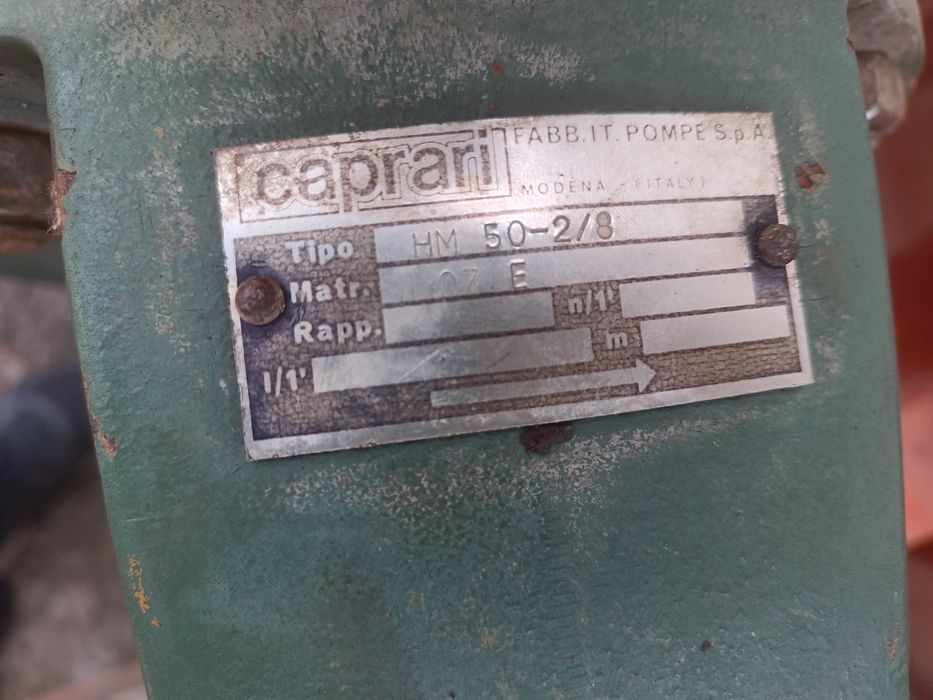 caprari
FABB.IT. POMPE S.p.A
MODENA - (ITALY)
Tipo HM 50-2/8
Matr. 07 E
Rapp. n/1'
l/1' m